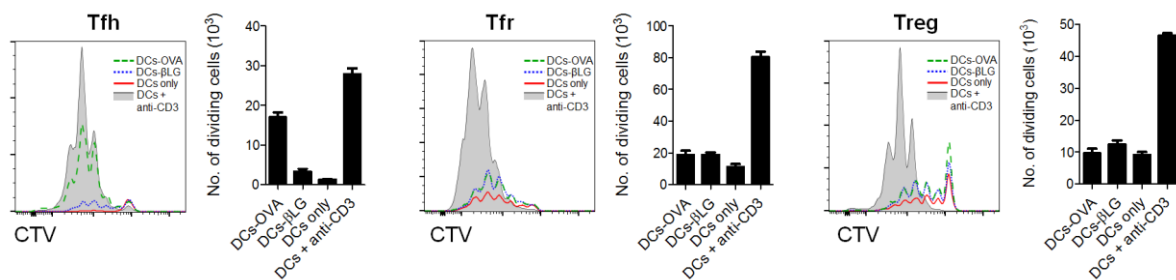 Tfh
DCs-OVA
DCs-βLG
DCs only
DCs +
anti-CD3
CTV
No. of dividing cells (10³)
40
30
20
10
0
DCs-OVA
DCs-βLG
DCs only
DCs + anti-CD3
Tfr
DCs-OVA
DCs-βLG
DCs only
DCs +
anti-CD3
CTV
No. of dividing cells (10³)
100
80
60
40
20
0
DCs-OVA
DCs-βLG
DCs only
DCs + anti-CD3
Treg
DCs-OVA
DCs-βLG
DCs only
DCs +
anti-CD3
CTV
No. of dividing cells (10³)
50
40
30
20
10
0
DCs-OVA
DCs-βLG
DCs only
DCs + anti-CD3